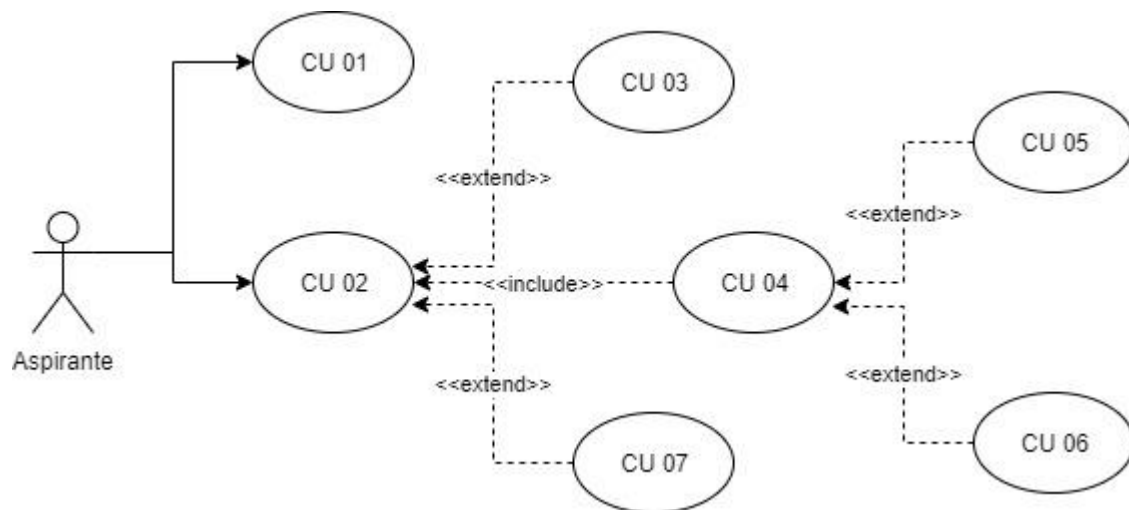 CU 01
CU 03
CU 05
<<extend>>
<<extend>>
CU 02
<<include>>
CU 04
Aspirante
<<extend>>
<<extend>>
CU 07
CU 06